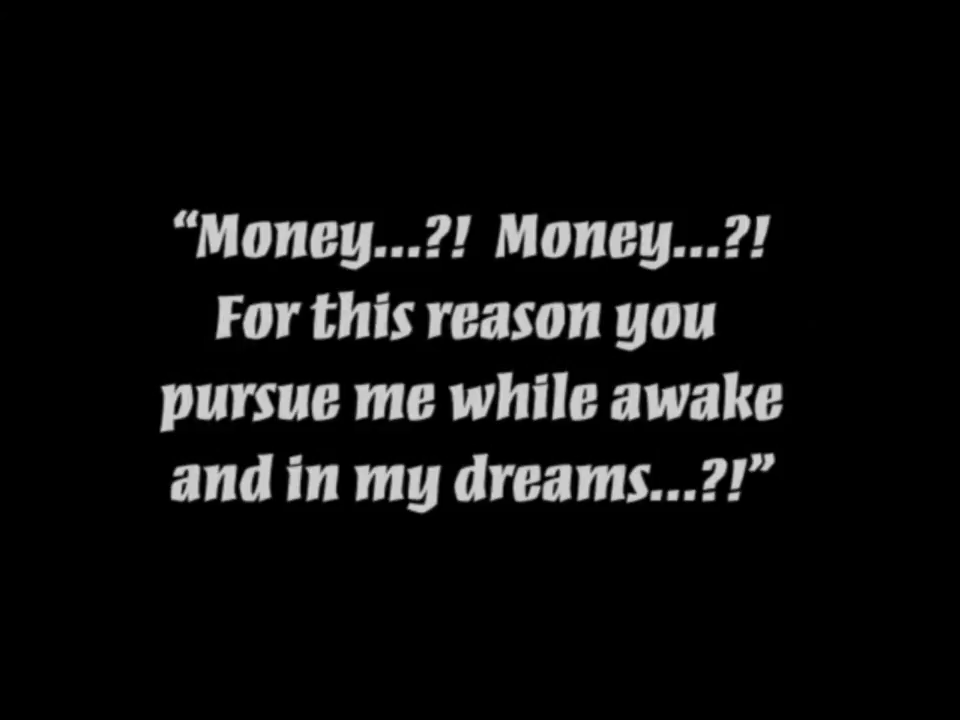 “Money...?! Money...?!
For this reason you
pursue me while awake
and in my dreams...?!”